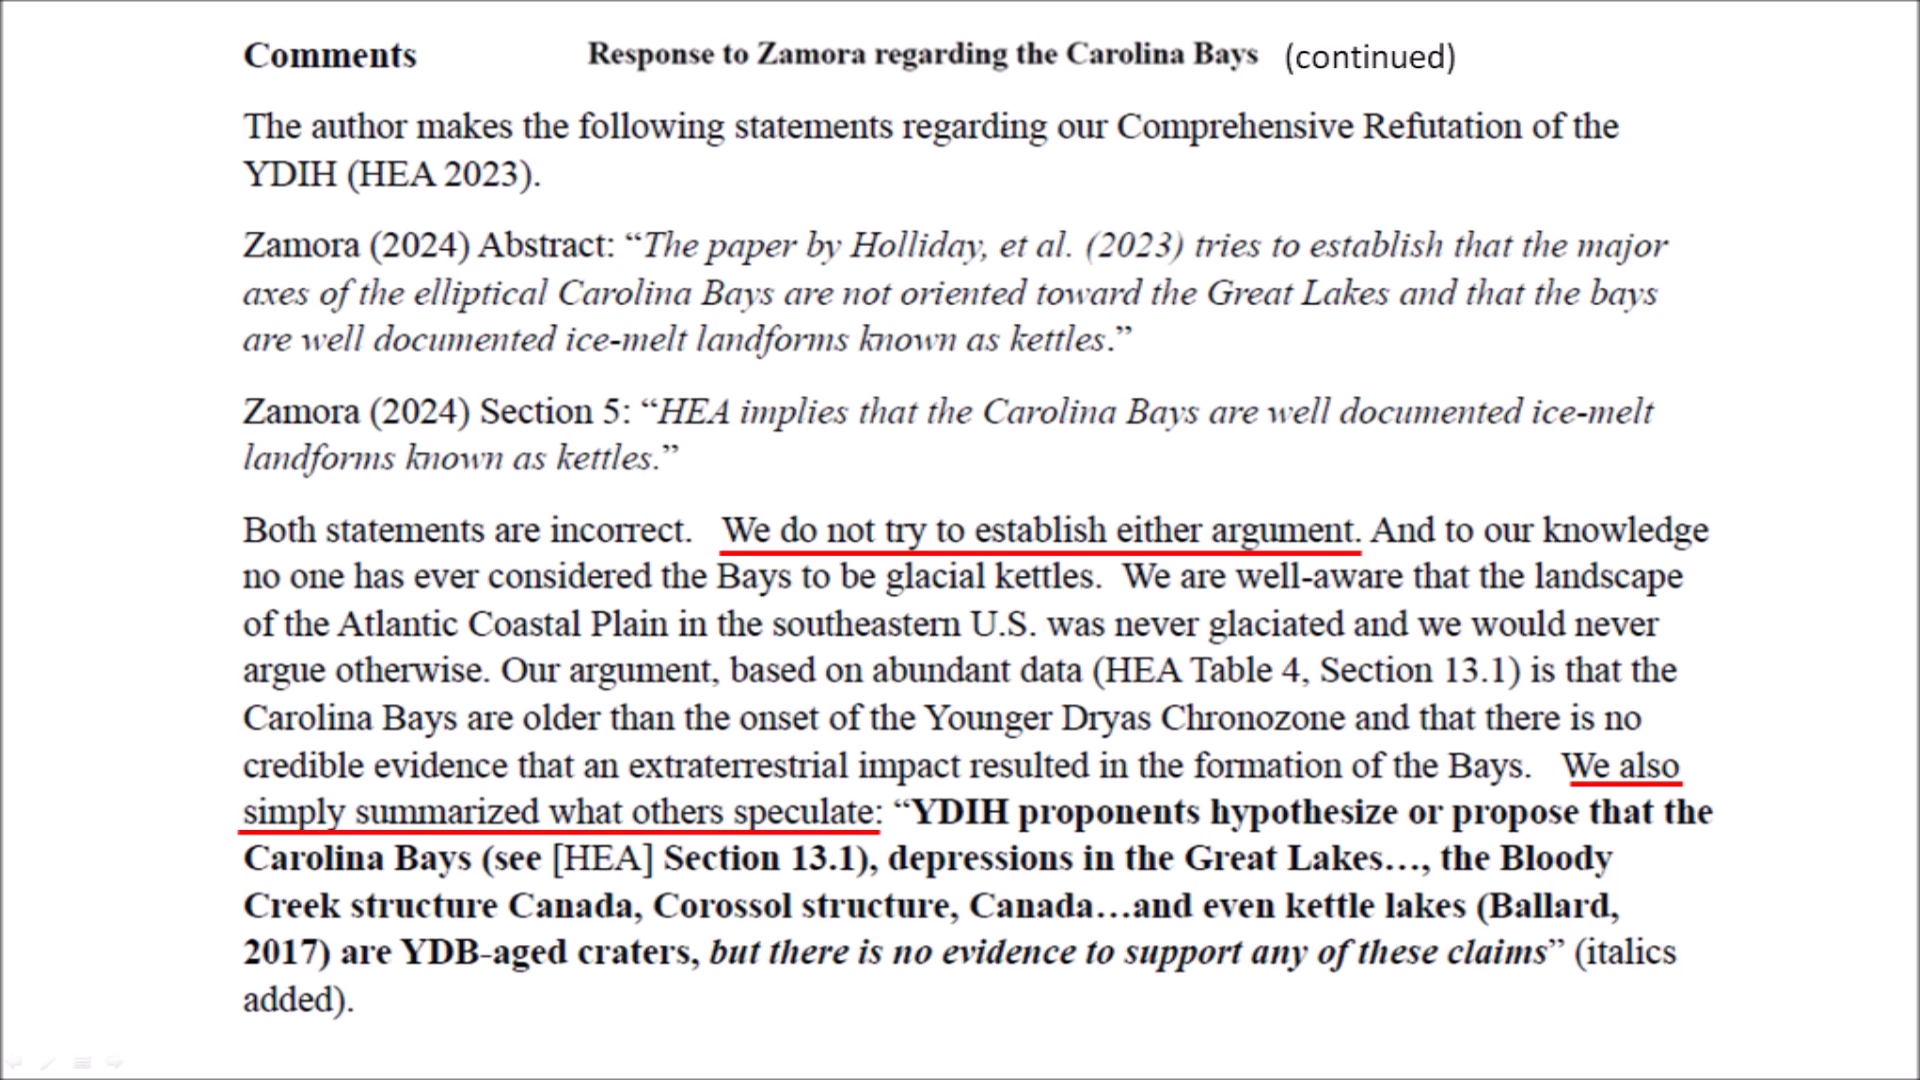 Comments Response to Zamora regarding the Carolina Bays (continued)
The author makes the following statements regarding our Comprehensive Refutation of the
YDIH (HEA 2023).
Zamora (2024) Abstract: “The paper by Holliday, et al. (2023) tries to establish that the major
axes of the elliptical Carolina Bays are not oriented toward the Great Lakes and that the bays
are well documented ice-melt landforms known as kettles.”
Zamora (2024) Section 5: “HEA implies that the Carolina Bays are well documented ice-melt
landforms known as kettles.”
Both statements are incorrect. We do not try to establish either argument. And to our knowledge
no one has ever considered the Bays to be glacial kettles. We are well-aware that the landscape
of the Atlantic Coastal Plain in the southeastern U.S. was never glaciated and we would never
argue otherwise. Our argument, based on abundant data (HEA Table 4, Section 13.1) is that the
Carolina Bays are older than the onset of the Younger Dryas Chronozone and that there is no
credible evidence that an extraterrestrial impact resulted in the formation of the Bays. We also
simply summarized what others speculate: “YDIH proponents hypothesize or propose that the
Carolina Bays (see [HEA] Section 13.1), depressions in the Great Lakes…, the Bloody
Creek structure Canada, Corossol structure, Canada…and even kettle lakes (Ballard,
2017) are YDB-aged craters, but there is no evidence to support any of these claims” (italics
added).